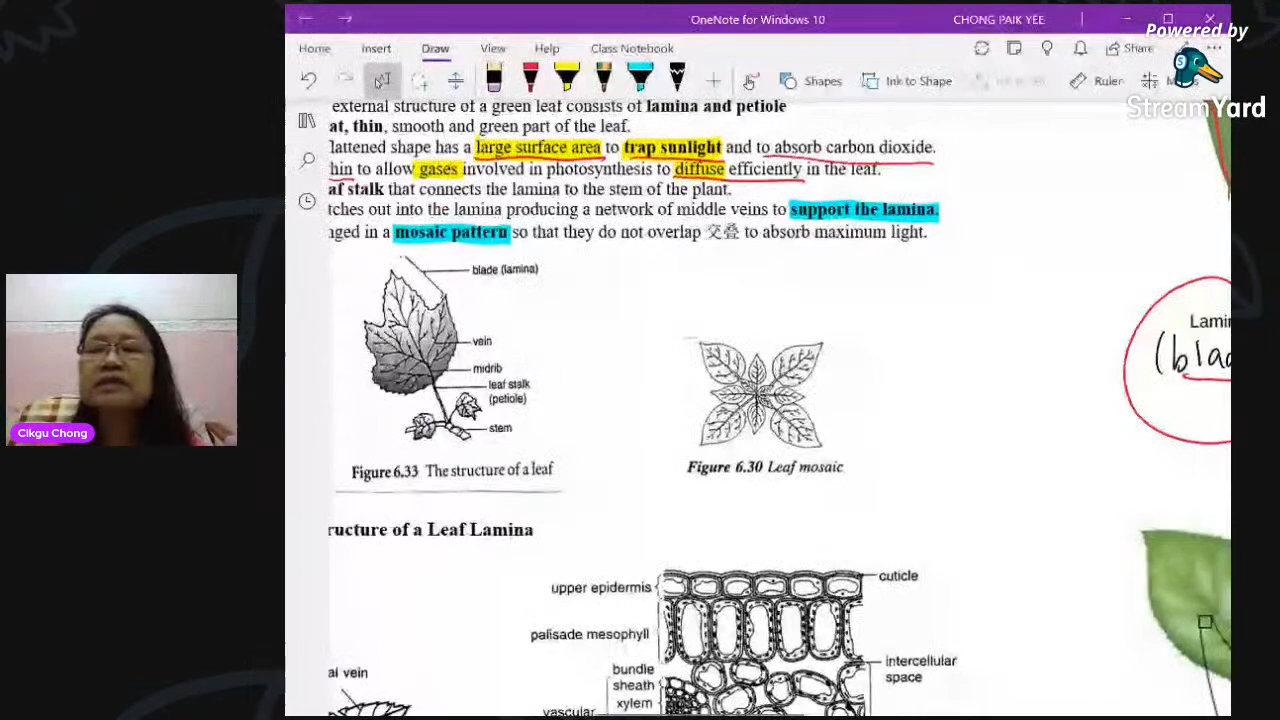 OneNote for Windows 10
CHONG PAIK YEE
Powered by
StreamYard
Home Insert Draw View Help Class Notebook Share
Shapes Ink to Shape Ruler
external structure of a green leaf consists of lamina and petiole
at, thin, smooth and green part of the leaf.
lattened shape has a large surface area to trap sunlight and to absorb carbon dioxide.
hin to allow gases involved in photosynthesis to diffuse efficiently in the leaf.
af stalk that connects the lamina to the stem of the plant.
tches out into the lamina producing a network of middle veins to support the lamina.
nged in a mosaic pattern so that they do not overlap 交叠 to absorb maximum light.
blade (lamina)
vein
midrib
leaf stalk
(petiole)
stem
Figure 6.33 The structure of a leaf
Figure 6.30 Leaf mosaic
Lamin
(blad
Cikgu Chong
ructure of a Leaf Lamina
upper epidermis
cuticle
palisade mesophyll
intercellular
space
al vein
bundle
sheath
xylem
vascular